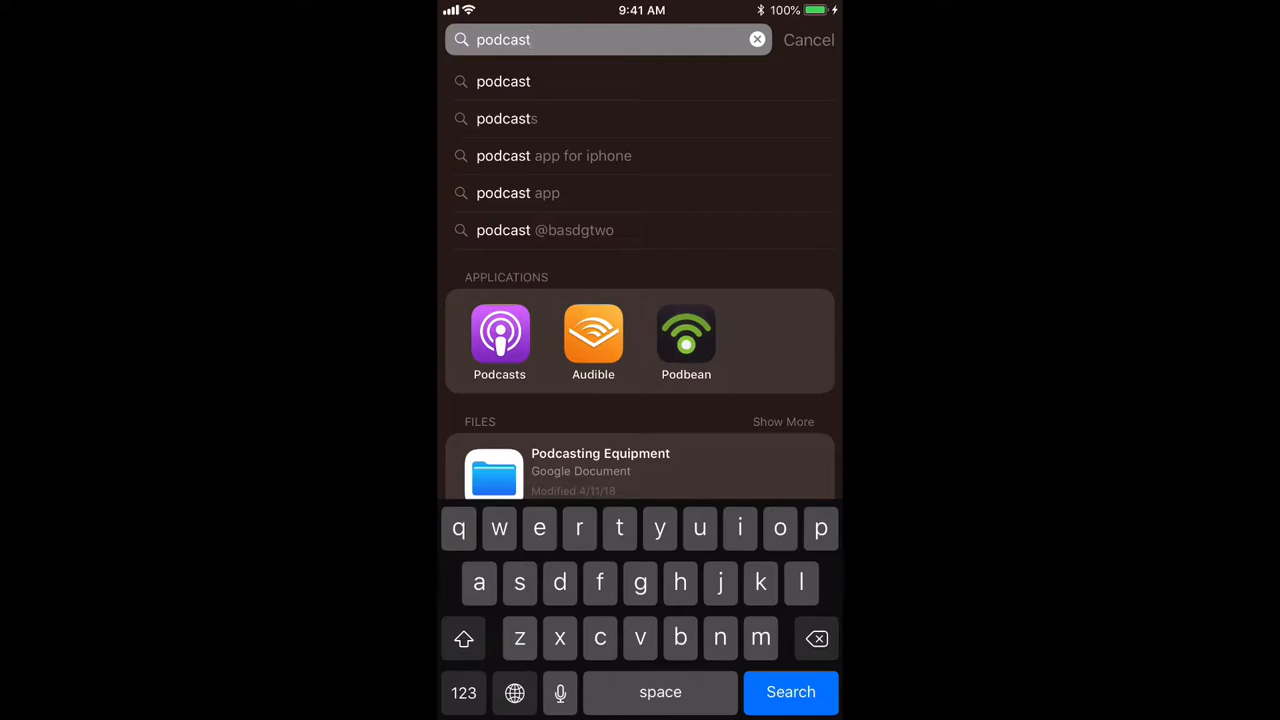 9:41 AM 100%
podcast Cancel
podcast
podcasts
podcast app for iphone
podcast app
podcast @basdgtwo
APPLICATIONS
Podcasts Audible Podbean
FILES Show More
Podcasting Equipment
Google Document
Modified 4/11/18
q w e r t y u i o p
a s d f g h j k l
z x c v b n m
123 space Search